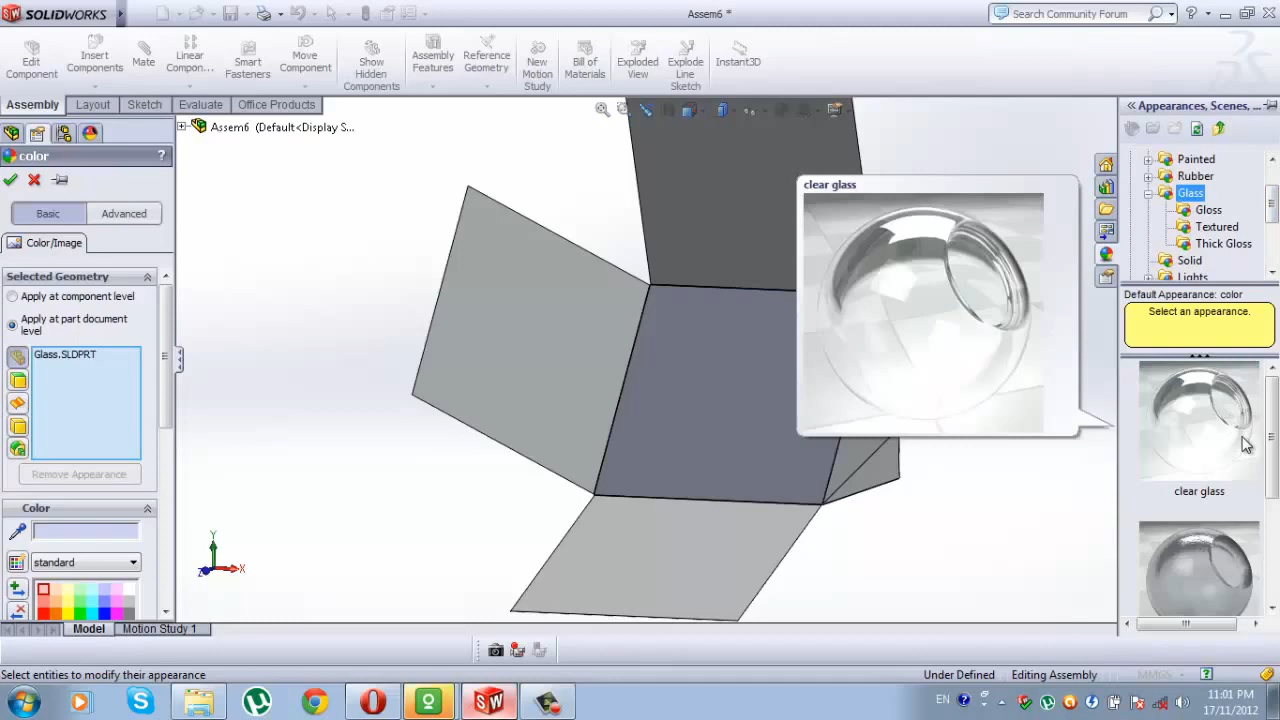 SOLIDWORKS
Assem6 *
Search Community Forum
Edit Component
Insert Components
Mate
Linear Compon...
Smart Fasteners
Move Component
Show Hidden Components
Assembly Features
Reference Geometry
New Motion Study
Bill of Materials
Exploded View
Explode Line Sketch
Instant3D
Assembly
Layout
Sketch
Evaluate
Office Products
Assem6 (Default<Display S...
color
?
Basic
Advanced
Color/Image
Selected Geometry
Apply at component level
Apply at part document
level
Glass.SLDPRT
Remove Appearance
Color
standard
Y
X
Z
clear glass
Appearances, Scenes, ...
Painted
Rubber
Glass
Gloss
Textured
Thick Gloss
Solid
Lights
Default Appearance: color
Select an appearance.
clear glass
Model
Motion Study 1
Select entities to modify their appearance
Under Defined
Editing Assembly
MMGS
EN
11:01 PM
17/11/2012